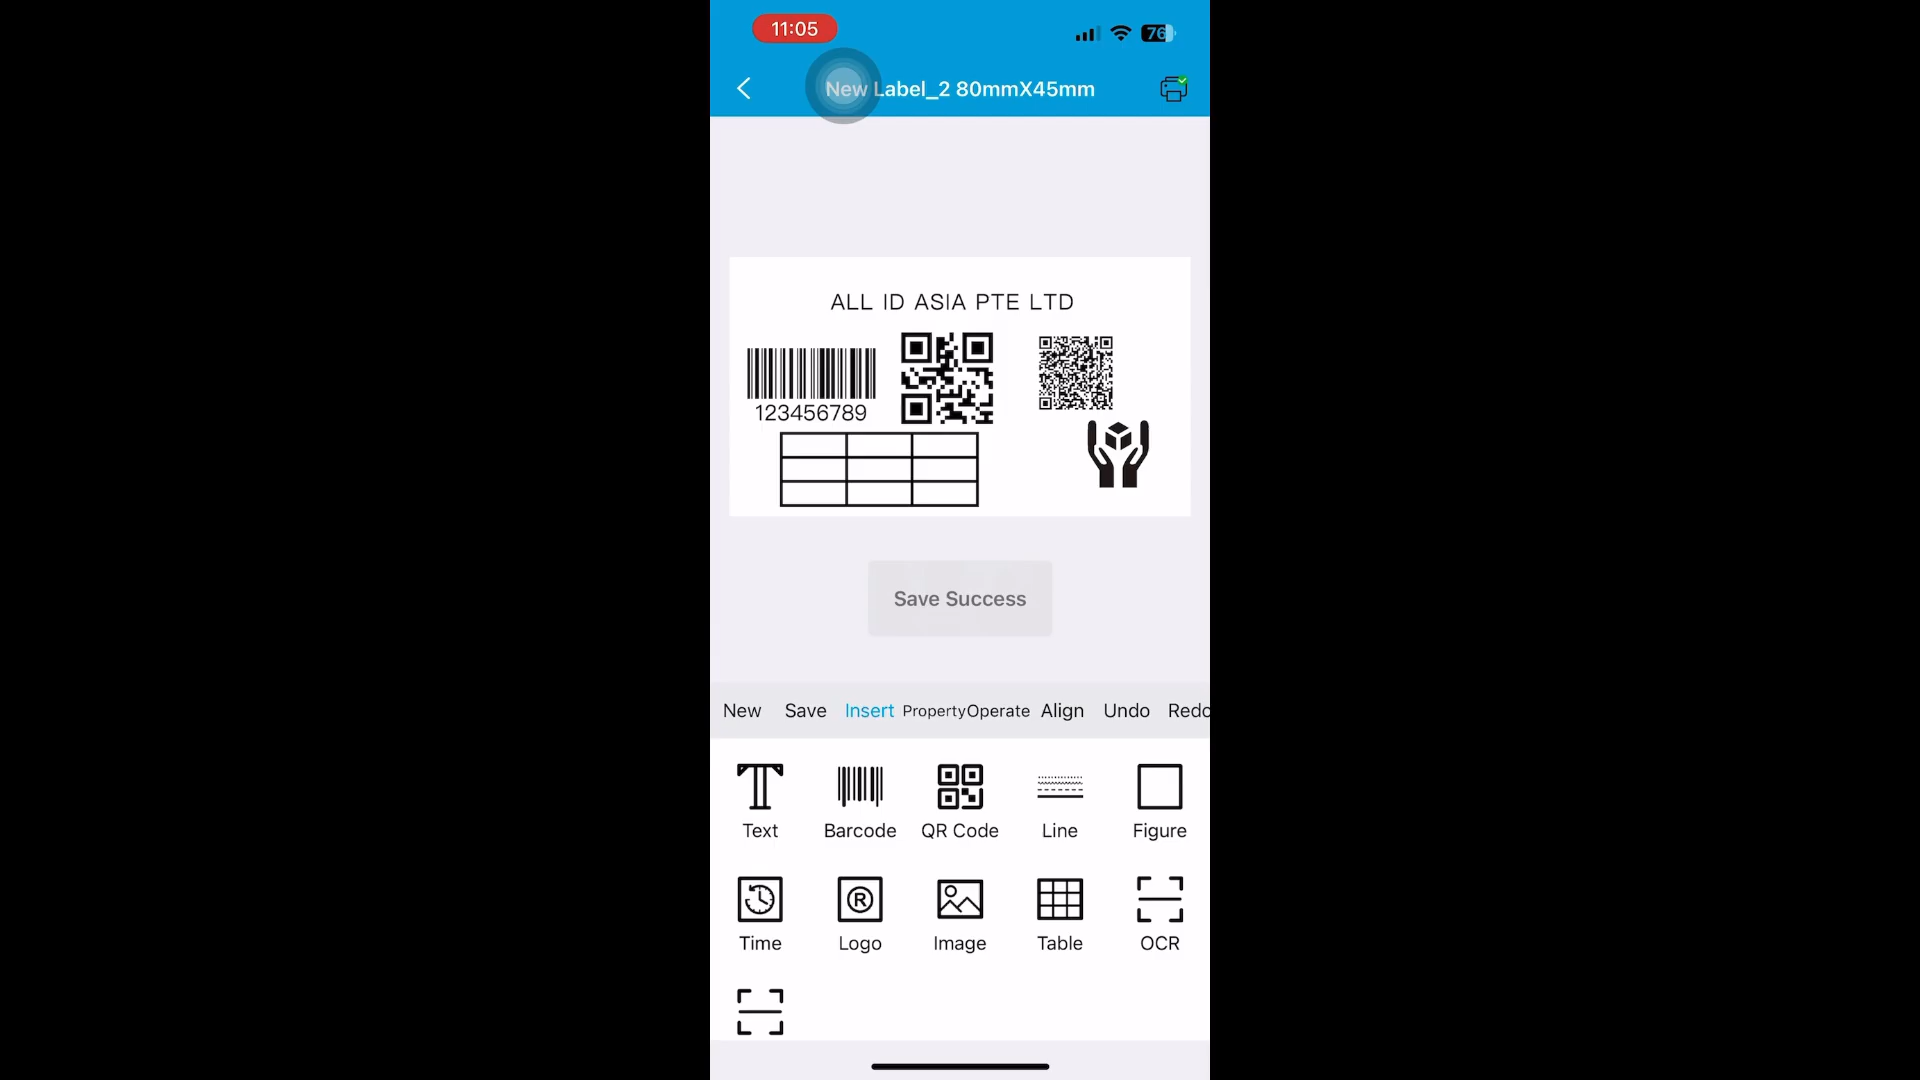 11:05
76
New Label_2 80mmX45mm
ALL ID ASIA PTE LTD
123456789
Save Success
New Save Insert Property Operate Align Undo Redo
Text Barcode QR Code Line Figure
Time Logo Image Table OCR